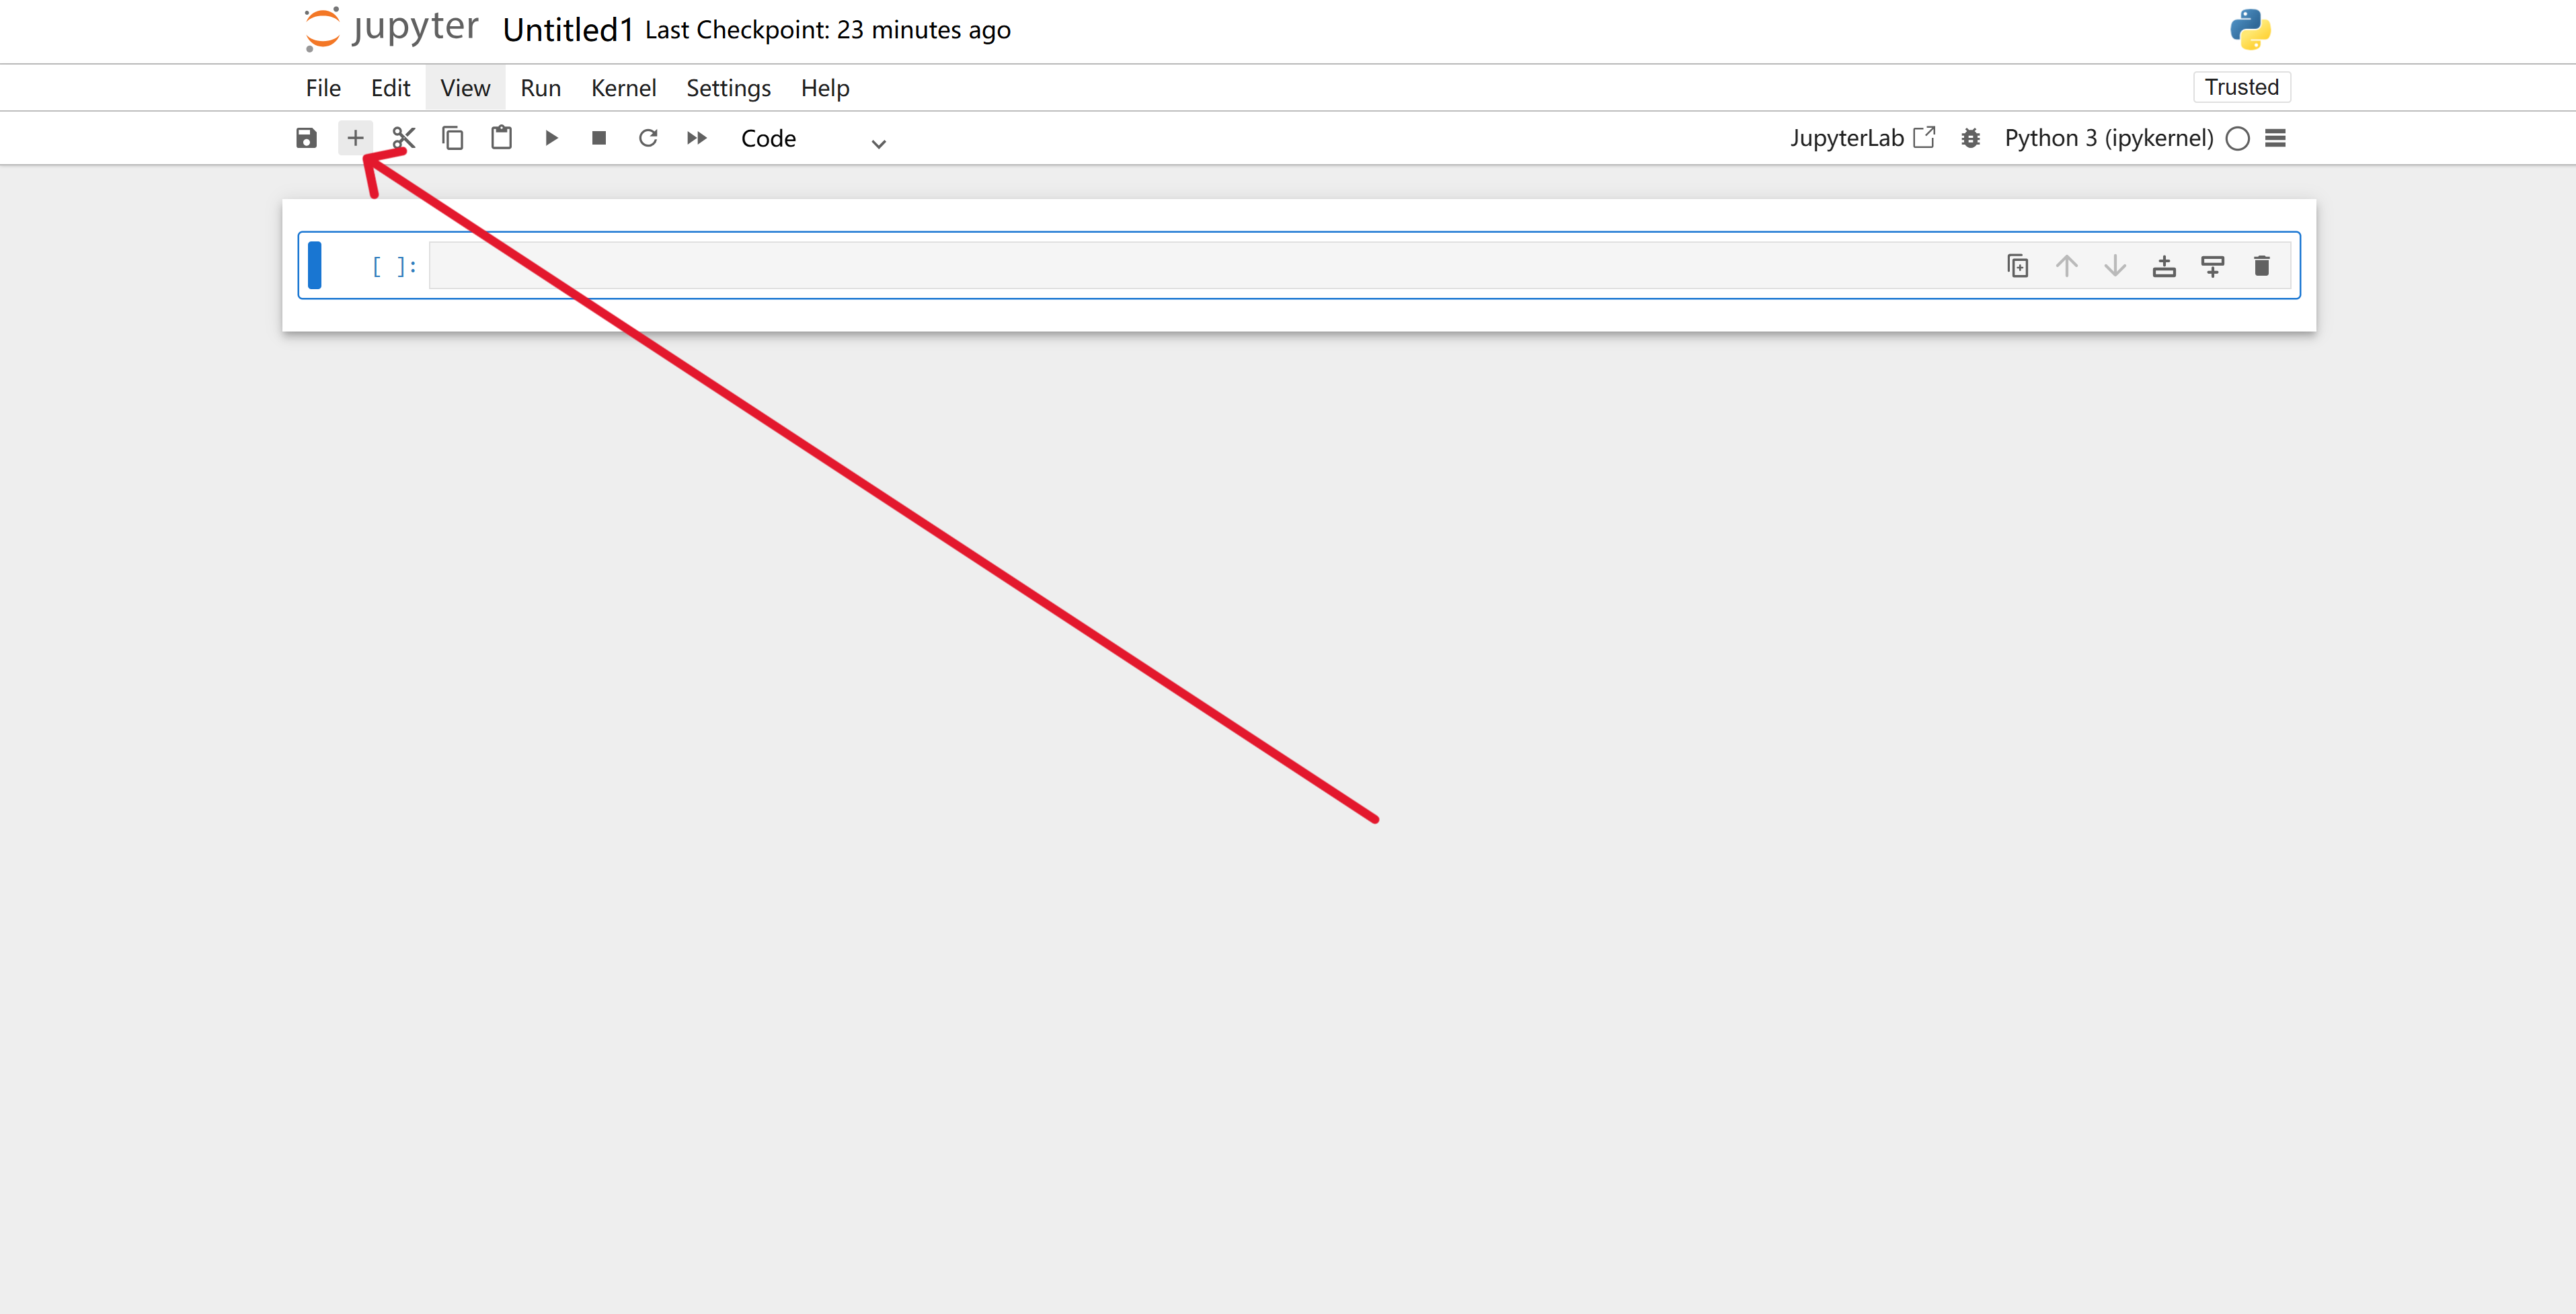 jupyter Untitled1 Last Checkpoint: 23 minutes ago
File Edit View Run Kernel Settings Help Trusted
Code JupyterLab Python 3 (ipykernel)
[ ]: